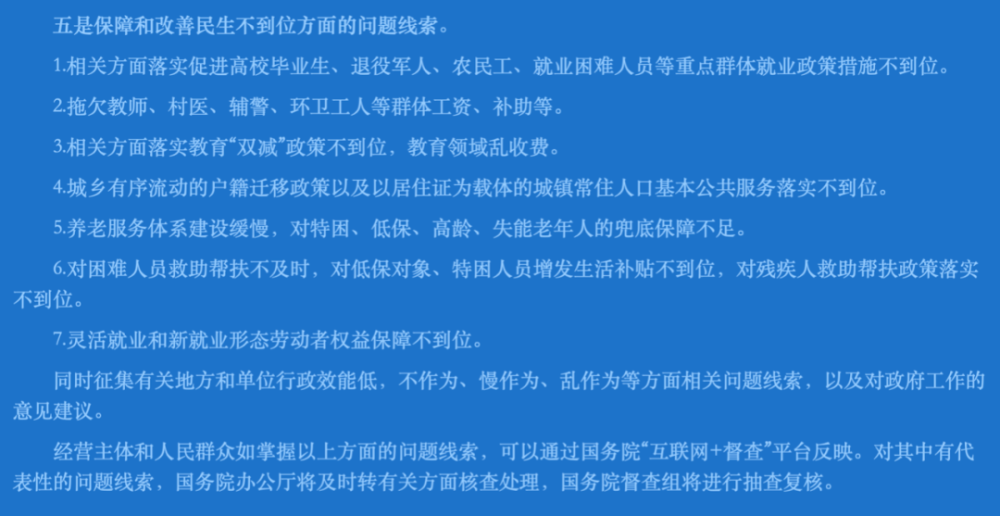 五是保障和改善民生不到位方面的问题线索。
1.相关方面落实促进高校毕业生、退役军人、农民工、就业困难人员等重点群体就业政策措施不到位。
2.拖欠教师、村医、辅警、环卫工人等群体工资、补助等。
3.相关方面落实教育“双减”政策不到位，教育领域乱收费。
4.城乡有序流动的户籍迁移政策以及以居住证为载体的城镇常住人口基本公共服务落实不到位。
5.养老服务体系建设缓慢，对特困、低保、高龄、失能老年人的兜底保障不足。
6.对困难人员救助帮扶不及时，对低保对象、特困人员增发生活补贴不到位，对残疾人救助帮扶政策落实
不到位。
7.灵活就业和新就业形态劳动者权益保障不到位。
同时征集有关地方和单位行政效能低，不作为、慢作为、乱作为等方面相关问题线索，以及对政府工作的
意见建议。
经营主体和人民群众如掌握以上方面的问题线索，可以通过国务院“互联网+督查”平台反映。对其中有代
表性的问题线索，国务院办公厅将及时转有关方面核查处理，国务院督查组将进行抽查复核。